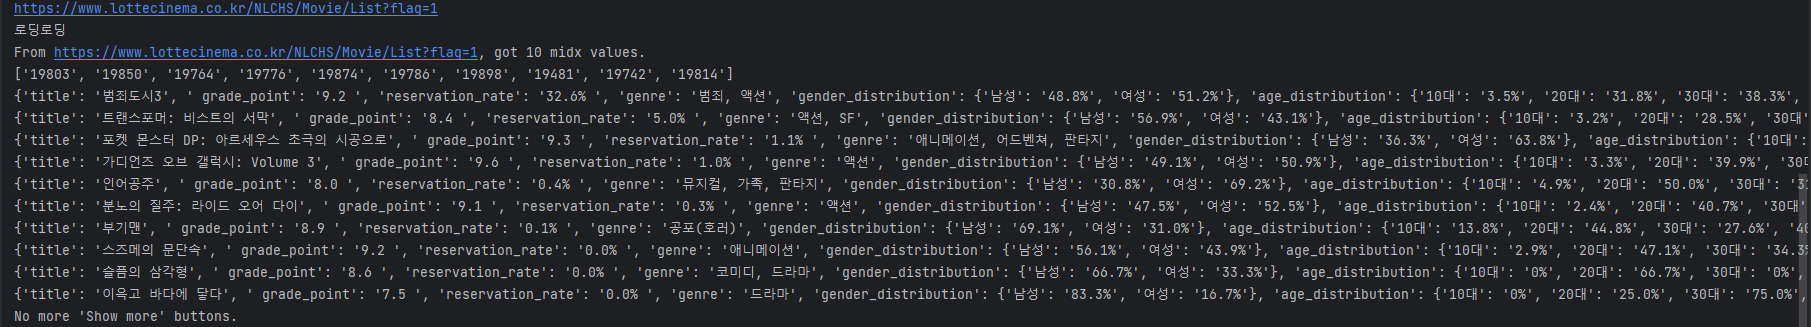 https://www.lottecinema.co.kr/NLCHS/Movie/List?flag=1
로딩로딩
From https://www.lottecinema.co.kr/NLCHS/Movie/List?flag=1, got 10 midx values.
['19803', '19850', '19764', '19776', '19874', '19786', '19898', '19481', '19742', '19814']
{'title': '범죄도시3', ' grade_point': '9.2 ', 'reservation_rate': '32.6% ', 'genre': '범죄, 액션', 'gender_distribution': {'남성': '48.8%', '여성': '51.2%'}, 'age_distribution': {'10대': '3.5%', '20대': '31.8%', '30대': '38.3%',
{'title': '트랜스포머: 비스트의 서막', ' grade_point': '8.4 ', 'reservation_rate': '5.0% ', 'genre': '액션, SF', 'gender_distribution': {'남성': '56.9%', '여성': '43.1%'}, 'age_distribution': {'10대': '3.2%', '20대': '28.5%', '30대
{'title': '포켓 몬스터 DP: 아르세우스 초극의 시공으로', ' grade_point': '9.3 ', 'reservation_rate': '1.1% ', 'genre': '애니메이션, 어드벤쳐, 판타지', 'gender_distribution': {'남성': '36.3%', '여성': '63.8%'}, 'age_distribution': {'10대':
{'title': '가디언즈 오브 갤럭시: Volume 3', ' grade_point': '9.6 ', 'reservation_rate': '1.0% ', 'genre': '액션', 'gender_distribution': {'남성': '49.1%', '여성': '50.9%'}, 'age_distribution': {'10대': '3.3%', '20대': '39.9%', '30
{'title': '인어공주', ' grade_point': '8.0 ', 'reservation_rate': '0.4% ', 'genre': '뮤지컬, 가족, 판타지', 'gender_distribution': {'남성': '30.8%', '여성': '69.2%'}, 'age_distribution': {'10대': '4.9%', '20대': '50.0%', '30대':
{'title': '분노의 질주: 라이드 오어 다이', ' grade_point': '9.1 ', 'reservation_rate': '0.3% ', 'genre': '액션', 'gender_distribution': {'남성': '47.5%', '여성': '52.5%'}, 'age_distribution': {'10대': '2.4%', '20대': '40.7%', '30대
{'title': '부기맨', ' grade_point': '8.9 ', 'reservation_rate': '0.1% ', 'genre': '공포(호러)', 'gender_distribution': {'남성': '69.1%', '여성': '31.0%'}, 'age_distribution': {'10대': '13.8%', '20대': '44.8%', '30대': '27.6%',
{'title': '스즈메의 문단속', ' grade_point': '9.2 ', 'reservation_rate': '0.0% ', 'genre': '애니메이션', 'gender_distribution': {'남성': '56.1%', '여성': '43.9%'}, 'age_distribution': {'10대': '2.9%', '20대': '47.1%', '30대': '34.3%
{'title': '슬픔의 삼각형', ' grade_point': '8.6 ', 'reservation_rate': '0.0% ', 'genre': '코미디, 드라마', 'gender_distribution': {'남성': '66.7%', '여성': '33.3%'}, 'age_distribution': {'10대': '0%', '20대': '66.7%', '30대': '0%',
{'title': '이윽고 바다에 닿다', ' grade_point': '7.5 ', 'reservation_rate': '0.0% ', 'genre': '드라마', 'gender_distribution': {'남성': '83.3%', '여성': '16.7%'}, 'age_distribution': {'10대': '0%', '20대': '25.0%', '30대': '75.0%',
No more 'Show more' buttons.